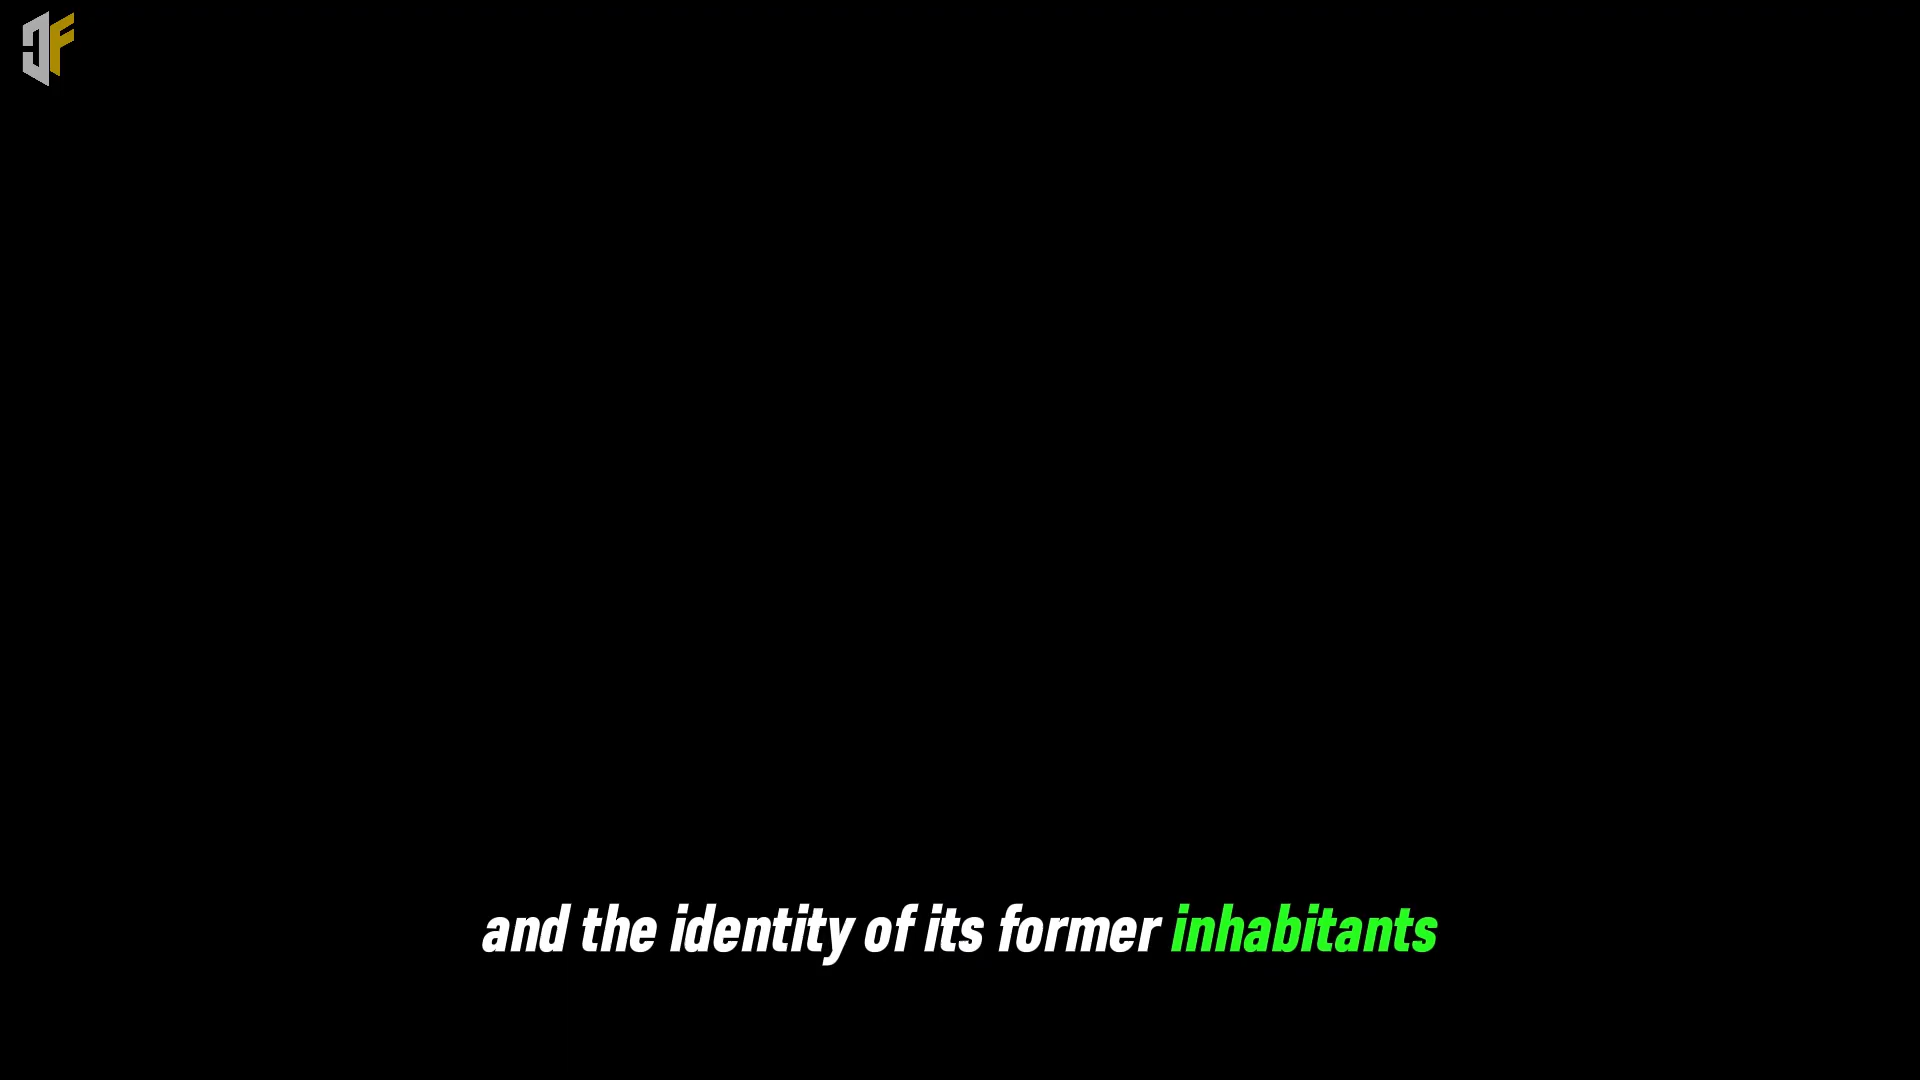 and the identity of its former inhabitants